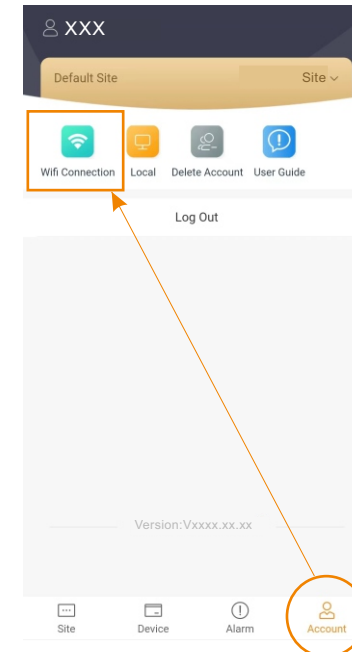 XXX
Default Site Site
Wifi Connection Local Delete Account User Guide
Log Out
Version:Vxxxx.xx.xx
Site Device Alarm Account